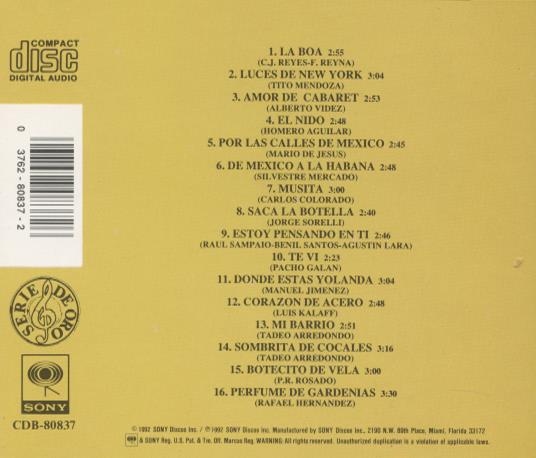 COMPACT
disc
DIGITAL AUDIO
0 3762-80837-2
1. LA BOA 2:55
(C.J. REYES-F. REYNA)
2. LUCES DE NEW YORK 3:04
(TITO MENDOZA)
3. AMOR DE CABARET 2:53
(ALBERTO VIDEZ)
4. EL NIDO 2:48
(HOMERO AGUILAR)
5. POR LAS CALLES DE MEXICO 2:45
(MARIO DE JESUS)
6. DE MEXICO A LA HABANA 2:48
(SILVESTRE MERCADO)
7. MUSITA 3:00
(CARLOS COLORADO)
8. SACA LA BOTELLA 2:40
(JORGE SORELLI)
9. ESTOY PENSANDO EN TI 2:46
(RAUL SAMPAIO-BENIL SANTOS-AGUSTIN LARA)
10. TE VI 2:23
(PACHO GALAN)
11. DONDE ESTAS YOLANDA 3:04
(MANUEL JIMENEZ)
12. CORAZON DE ACERO 2:48
(LUIS KALAFF)
13. MI BARRIO 2:51
(TADEO ARREDONDO)
14. SOMBRITA DE COCALES 3:16
(TADEO ARREDONDO)
15. BOTECITO DE VELA 3:00
(P.R. ROSADO)
16. PERFUME DE GARDENIAS 3:30
(RAFAEL HERNANDEZ)
SERIE DE ORO
SONY
CDB-80837
© 1992 SONY Discos Inc. / ℗ 1992 SONY Discos Inc. Manufactured by SONY Discos Inc., 2190 N.W. 89th Place, Miami, Florida 33172
& SONY Reg. U.S. Pat. & Tm. Off. Marcas Reg. WARNING: All rights reserved. Unauthorized duplication is a violation of applicable laws.